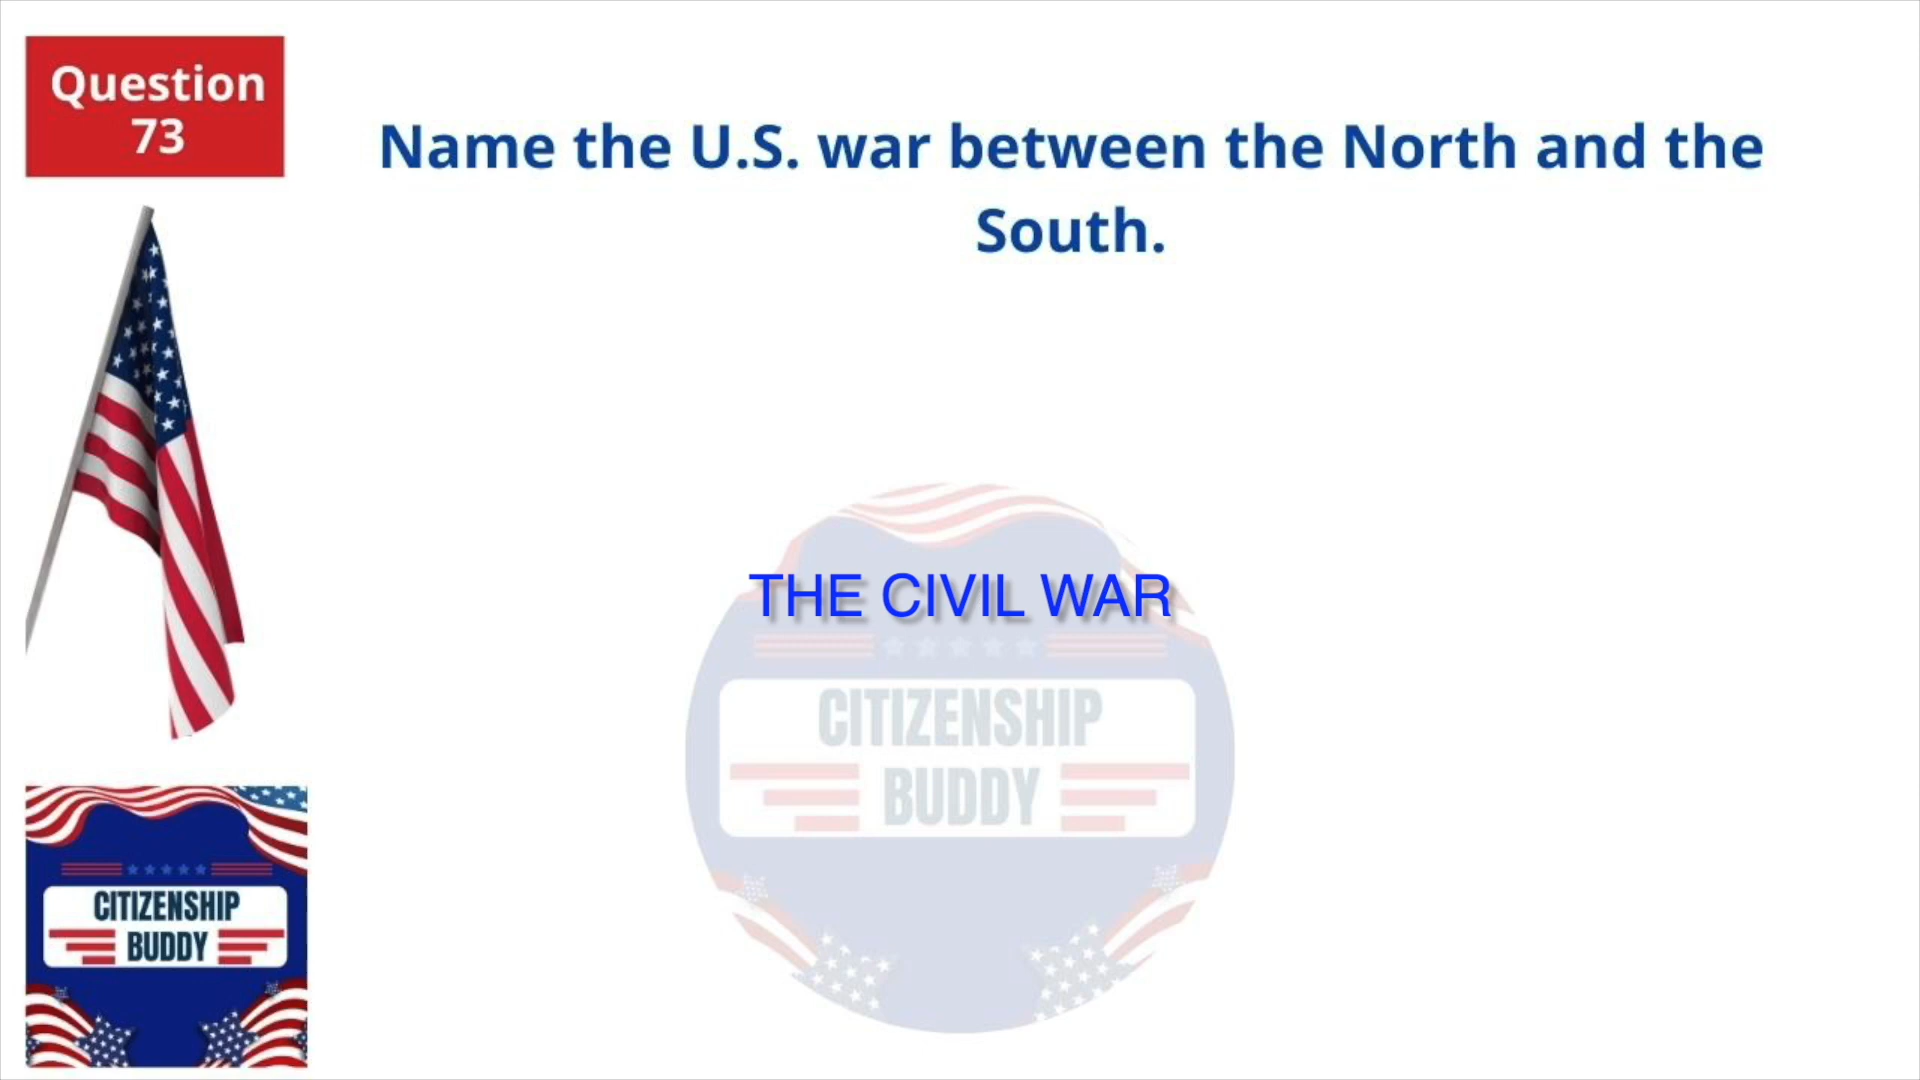 Question
73
Name the U.S. war between the North and the
South.
THE CIVIL WAR
CITIZENSHIP
BUDDY
CITIZENSHIP
BUDDY